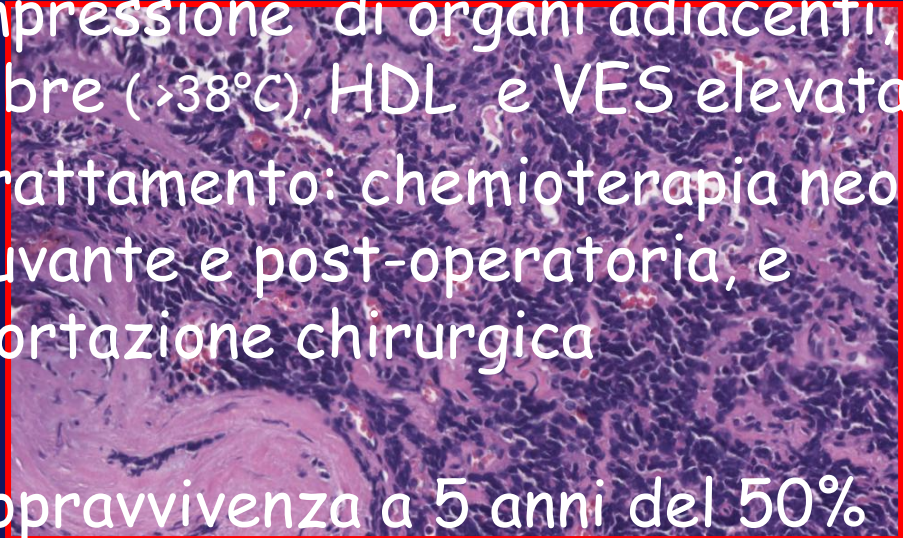 mpressione di organi adiacenti,
bre ( >38°C), HDL e VES elevata
rattamento: chemioterapia neo
uvante e post-operatoria, e
ortazione chirurgica
opravvivenza a 5 anni del 50%